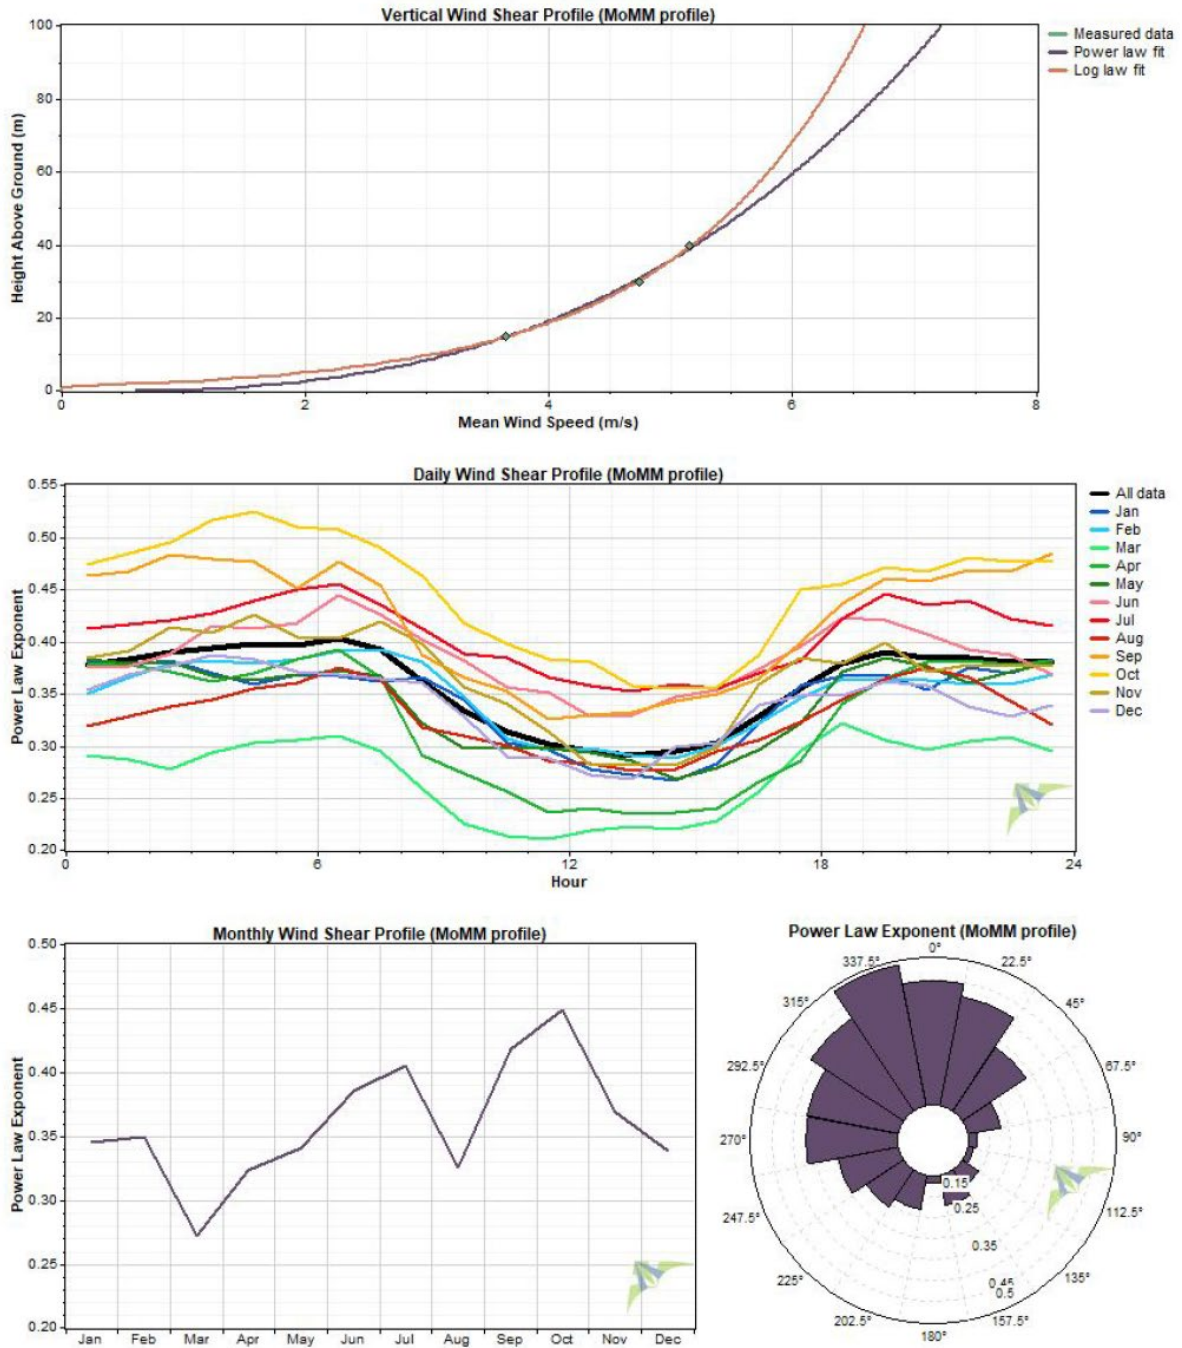 Vertical Wind Shear Profile (MoMM profile)
100
80
60
40
20
0
Height Above Ground (m)
0 2 4 6 8
Mean Wind Speed (m/s)
Measured data
Power law fit
Log law fit
Daily Wind Shear Profile (MoMM profile)
0.55
0.50
0.45
0.40
0.35
0.30
0.25
0.20
Power Law Exponent
0 6 12 18 24
Hour
All data
Jan
Feb
Mar
Apr
May
Jun
Jul
Aug
Sep
Oct
Nov
Dec
Monthly Wind Shear Profile (MoMM profile)
0.50
0.45
0.40
0.35
0.30
0.25
0.20
Power Law Exponent
Jan Feb Mar Apr May Jun Jul Aug Sep Oct Nov Dec
Power Law Exponent (MoMM profile)
0°
22.5°
45°
67.5°
90°
112.5°
135°
157.5°
180°
202.5°
225°
247.5°
270°
292.5°
315°
337.5°
0.15
0.25
0.35
0.45
0.5